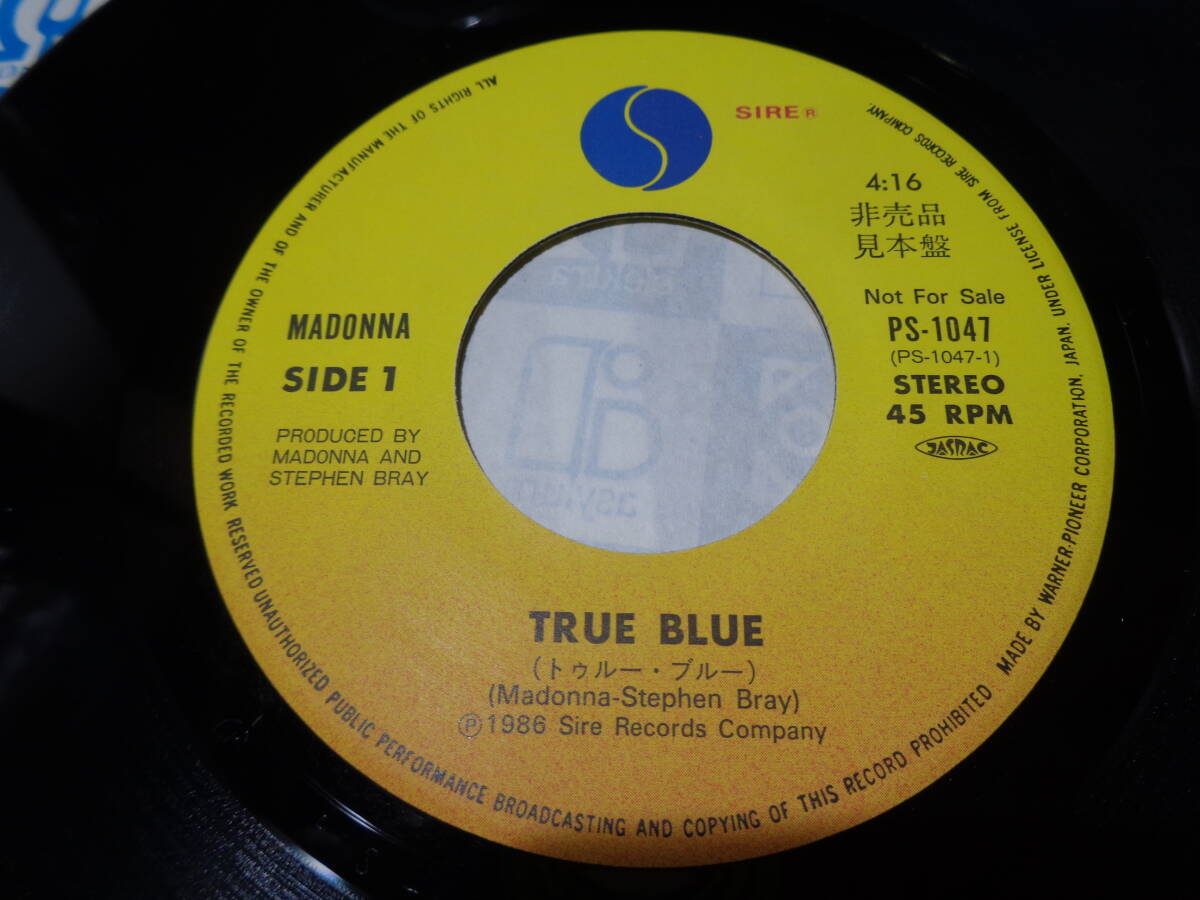 SIRE®
4:16
非売品
見本盤
Not For Sale
PS-1047
(PS-1047-1)
STEREO
45 RPM
JASRAC
MADONNA
SIDE 1
PRODUCED BY
MADONNA AND
STEPHEN BRAY
TRUE BLUE
(トゥルー・ブルー)
(Madonna-Stephen Bray)
Ⓟ1986 Sire Records Company
ALL RIGHTS OF THE MANUFACTURER AND OF THE OWNER OF THE RECORDED WORK RESERVED UNAUTHORIZED PUBLIC PERFORMANCE BROADCASTING AND COPYING OF THIS RECORD PROHIBITED
MADE BY WARNER-PIONEER CORPORATION, JAPAN, UNDER LICENSE FROM SIRE RECORDS COMPANY.